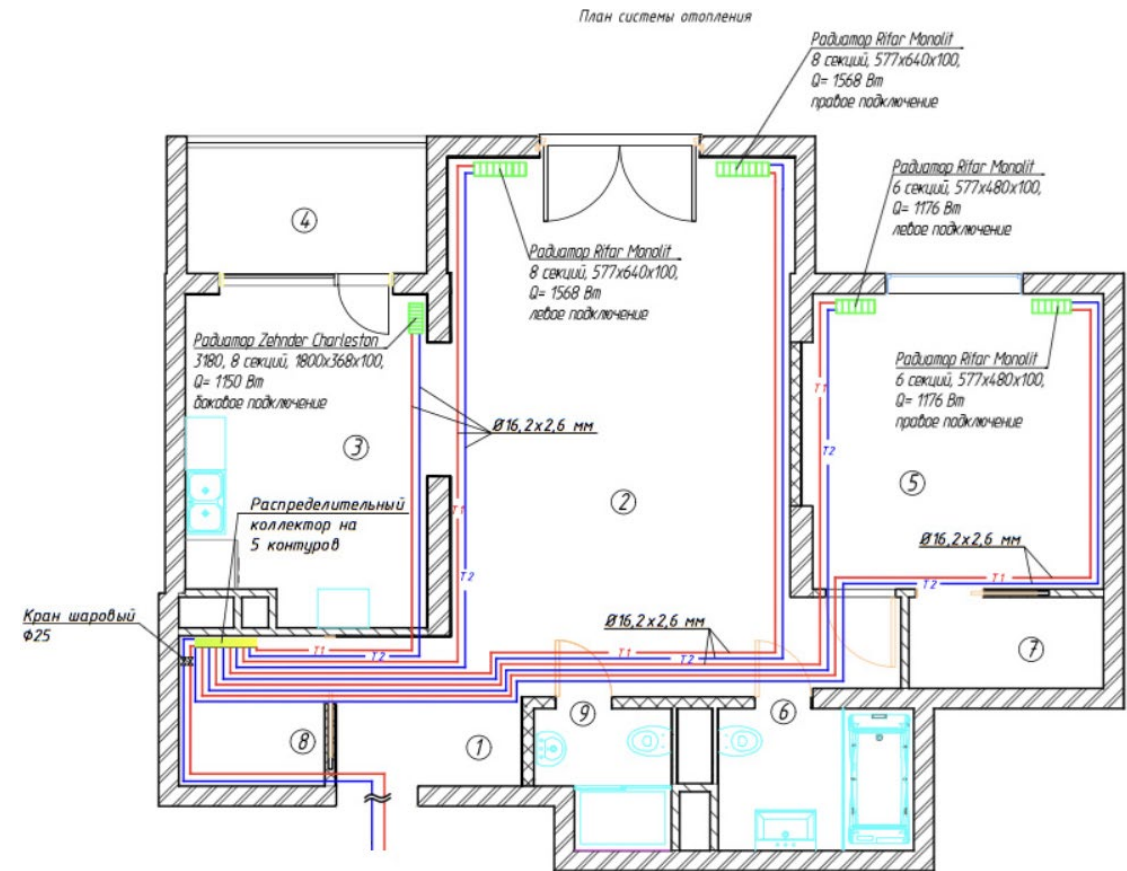 План системы отопления
Радиатор Rifar Monolit
8 секций, 577х640х100,
Q= 1568 Вт
правое подключение
Радиатор Rifar Monolit
6 секций, 577х480х100,
Q= 1176 Вт
левое подключение
4
Радиатор Rifar Monolit
8 секций, 577х640х100,
Q= 1568 Вт
левое подключение
Радиатор Zehnder Charleston
3180, 8 секций, 1800х368х100,
Q= 1150 Вт
боковое подключение
Радиатор Rifar Monolit
6 секций, 577х480х100,
Q= 1176 Вт
правое подключение
T1
Ø16,2х2,6 мм
3
T2
5
2
Распределительный
коллектор на
5 контуров
T1
Ø16,2х2,6 мм
T2
T1
T2
Кран шаровый
Ф25
Ø16,2х2,6 мм
T1
T2
T1
T2
7
9
6
8
1